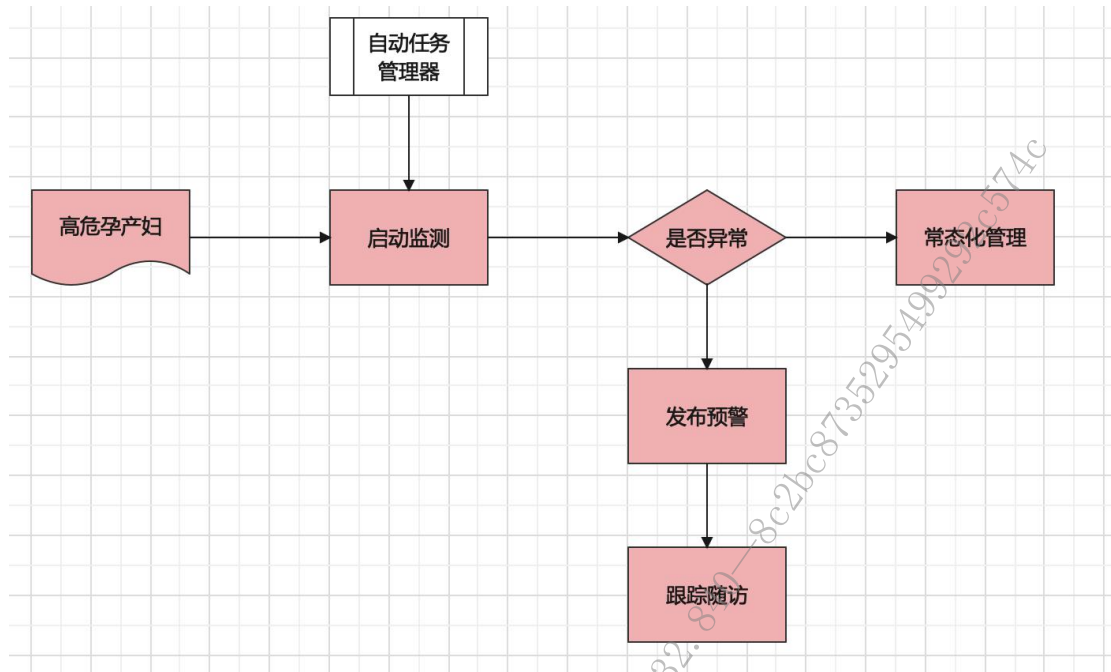 自动任务
管理器
高危孕产妇
启动监测
是否异常
常态化管理
发布预警
跟踪随访